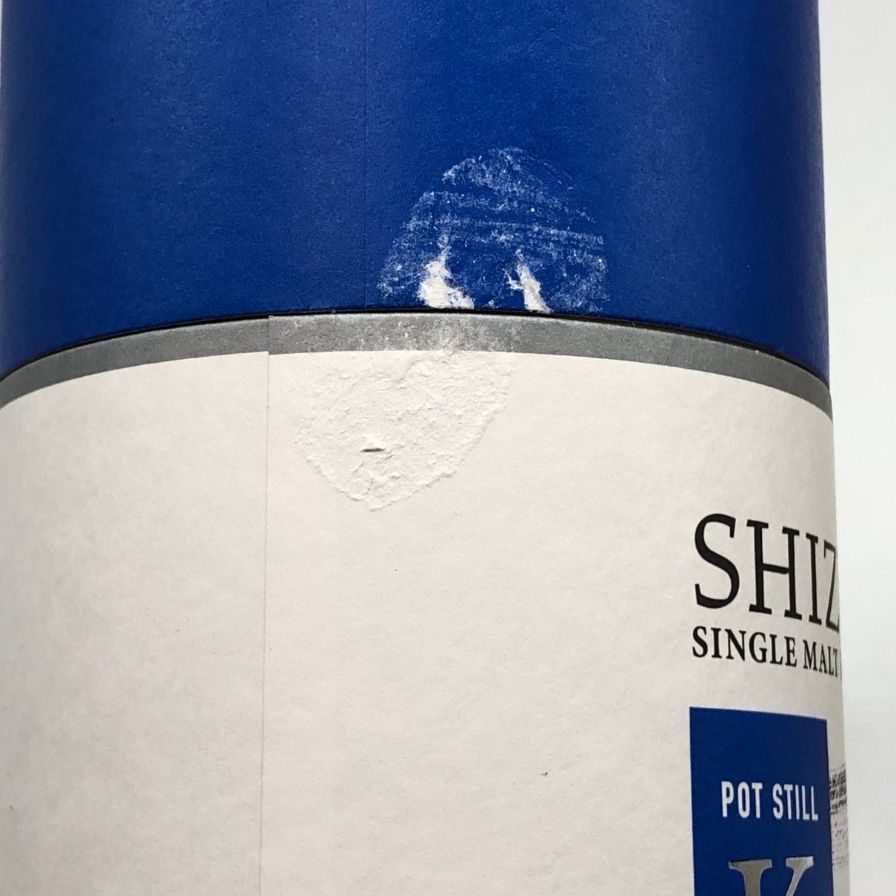 SHIZ
SINGLE MALT
POT STILL
K